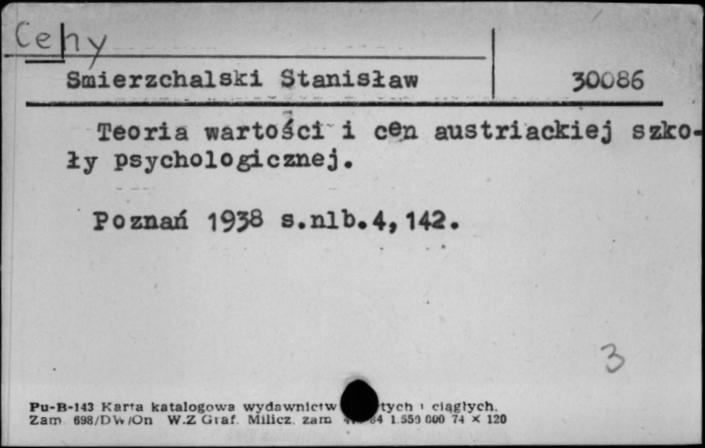 Ceny
Smierzchalski Stanisław 30086
Teoria wartości i cen austriackiej szko-
ły psychologicznej.
Poznań 1938 s.nlb.4,142.
3
Pu-B-143 Karta katalogowa wydawnictw tych i ciągłych.
Zam. 698/DW/On W.Z Graf. Milicz. zam 64 1.550 000 74 × 120